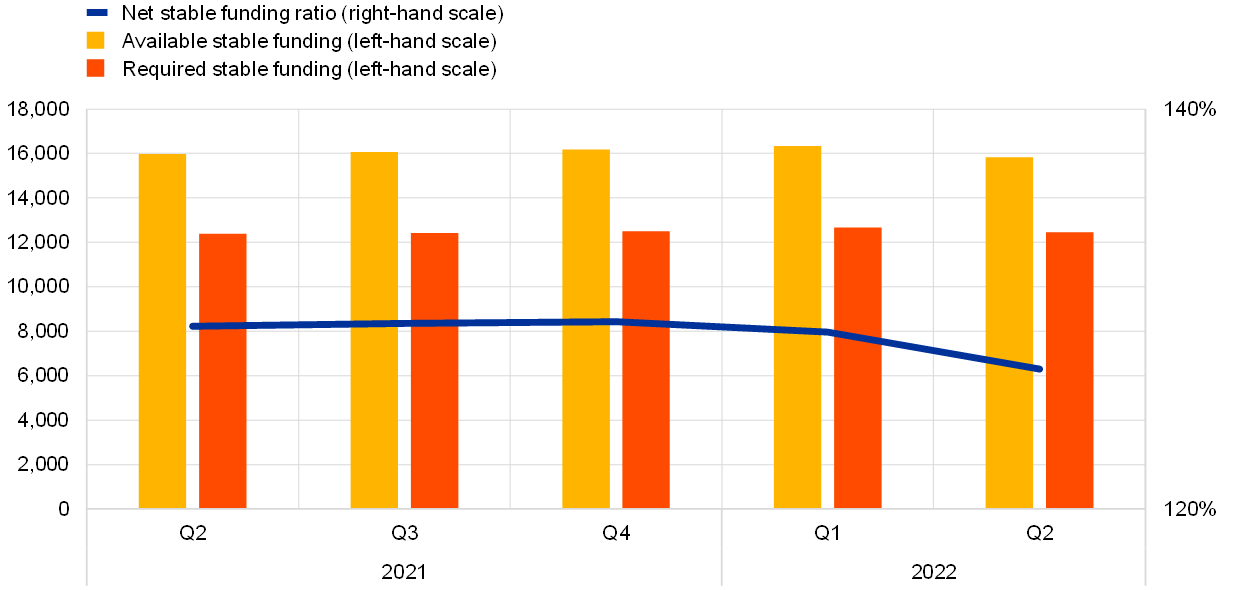 Net stable funding ratio (right-hand scale)
Available stable funding (left-hand scale)
Required stable funding (left-hand scale)
18,000 140%
16,000
14,000
12,000
10,000
8,000
6,000
4,000
2,000
0 120%
Q2 Q3 Q4 Q1 Q2
2021 2022